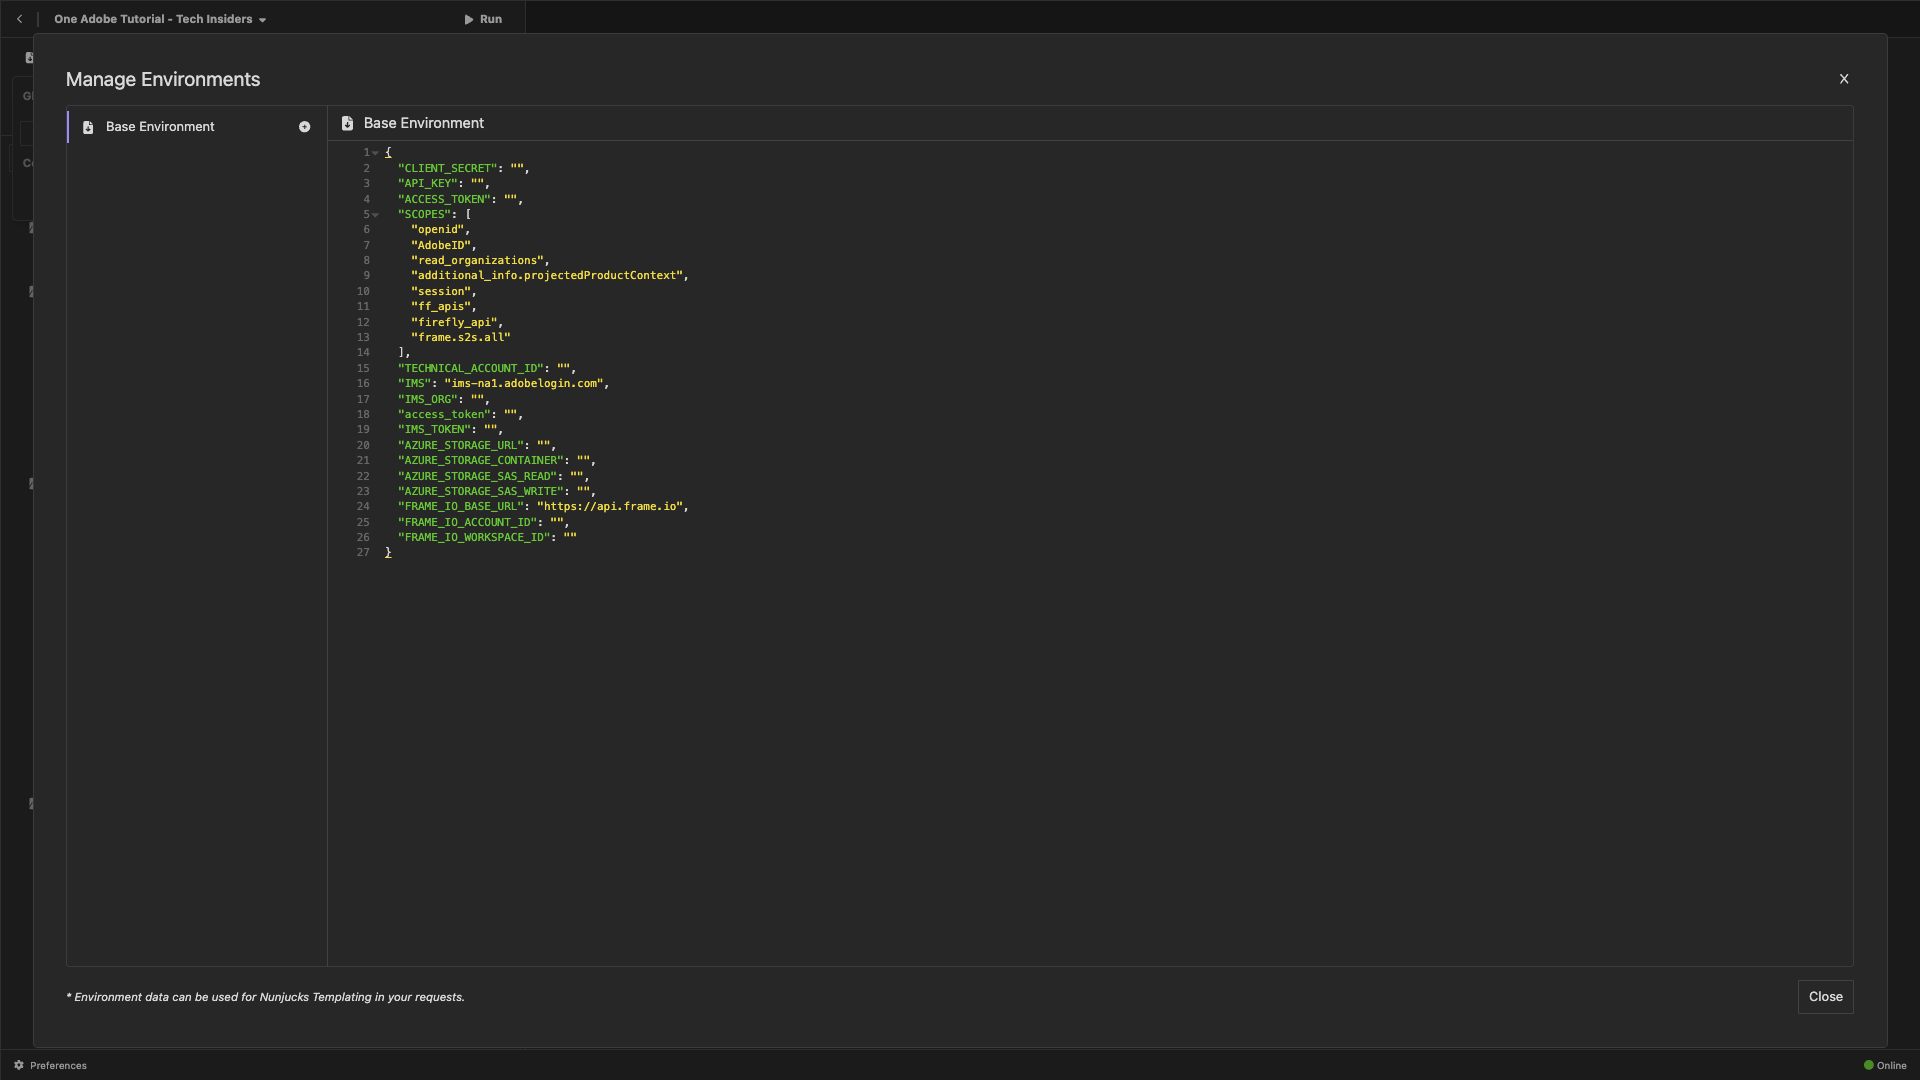 One Adobe Tutorial - Tech Insiders
Run
Manage Environments
X
Base Environment
Base Environment
1 {
2 "CLIENT_SECRET": "",
3 "API_KEY": "",
4 "ACCESS_TOKEN": "",
5 "SCOPES": [
6 "openid",
7 "AdobeID",
8 "read_organizations",
9 "additional_info.projectedProductContext",
10 "session",
11 "ff_apis",
12 "firefly_api",
13 "frame.s2s.all"
14 ],
15 "TECHNICAL_ACCOUNT_ID": "",
16 "IMS": "ims-na1.adobelogin.com",
17 "IMS_ORG": "",
18 "access_token": "",
19 "IMS_TOKEN": "",
20 "AZURE_STORAGE_URL": "",
21 "AZURE_STORAGE_CONTAINER": "",
22 "AZURE_STORAGE_SAS_READ": "",
23 "AZURE_STORAGE_SAS_WRITE": "",
24 "FRAME_IO_BASE_URL": "https://api.frame.io",
25 "FRAME_IO_ACCOUNT_ID": "",
26 "FRAME_IO_WORKSPACE_ID": ""
27 }
* Environment data can be used for Nunjucks Templating in your requests.
Close
Preferences
Online